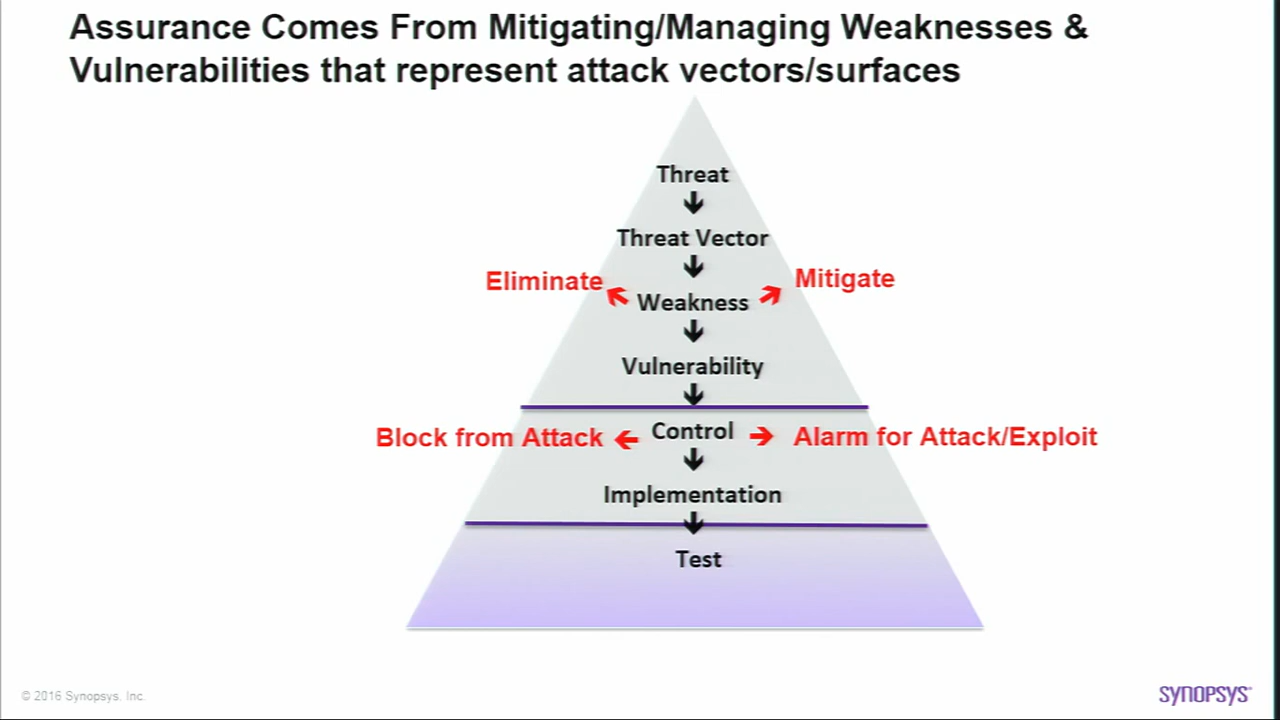 Assurance Comes From Mitigating/Managing Weaknesses &
Vulnerabilities that represent attack vectors/surfaces
Threat
Threat Vector
Eliminate
Mitigate
Weakness
Vulnerability
Block from Attack
Control
Alarm for Attack/Exploit
Implementation
Test
© 2016 Synopsys, Inc.
SYNOPSYS®